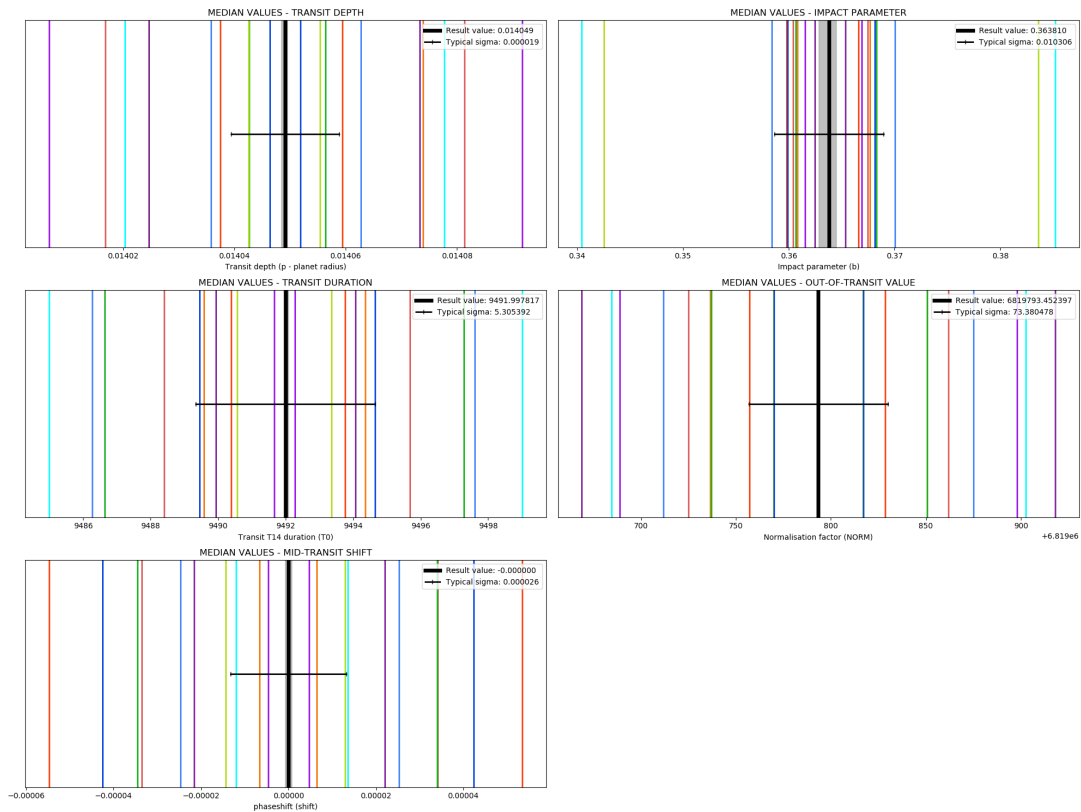 MEDIAN VALUES - TRANSIT DEPTH
Result value: 0.014049
Typical sigma: 0.000019
0.01402 0.01404 0.01406 0.01408
Transit depth (p - planet radius)
MEDIAN VALUES - IMPACT PARAMETER
Result value: 0.363810
Typical sigma: 0.010306
0.34 0.35 0.36 0.37 0.38
Impact parameter (b)
MEDIAN VALUES - TRANSIT DURATION
Result value: 9491.997817
Typical sigma: 5.305392
9486 9488 9490 9492 9494 9496 9498
Transit T14 duration (T0)
MEDIAN VALUES - OUT-OF-TRANSIT VALUE
Result value: 6819793.452397
Typical sigma: 73.380478
700 750 800 850 900
+6.819e6
Normalisation factor (NORM)
MEDIAN VALUES - MID-TRANSIT SHIFT
Result value: -0.000000
Typical sigma: 0.000026
−0.00006 −0.00004 −0.00002 0.00000 0.00002 0.00004
phaseshift (shift)